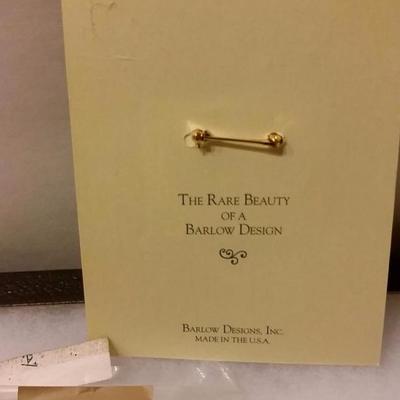 THE RARE BEAUTY
OF A
BARLOW DESIGN
BARLOW DESIGNS, INC.
MADE IN THE U.S.A.